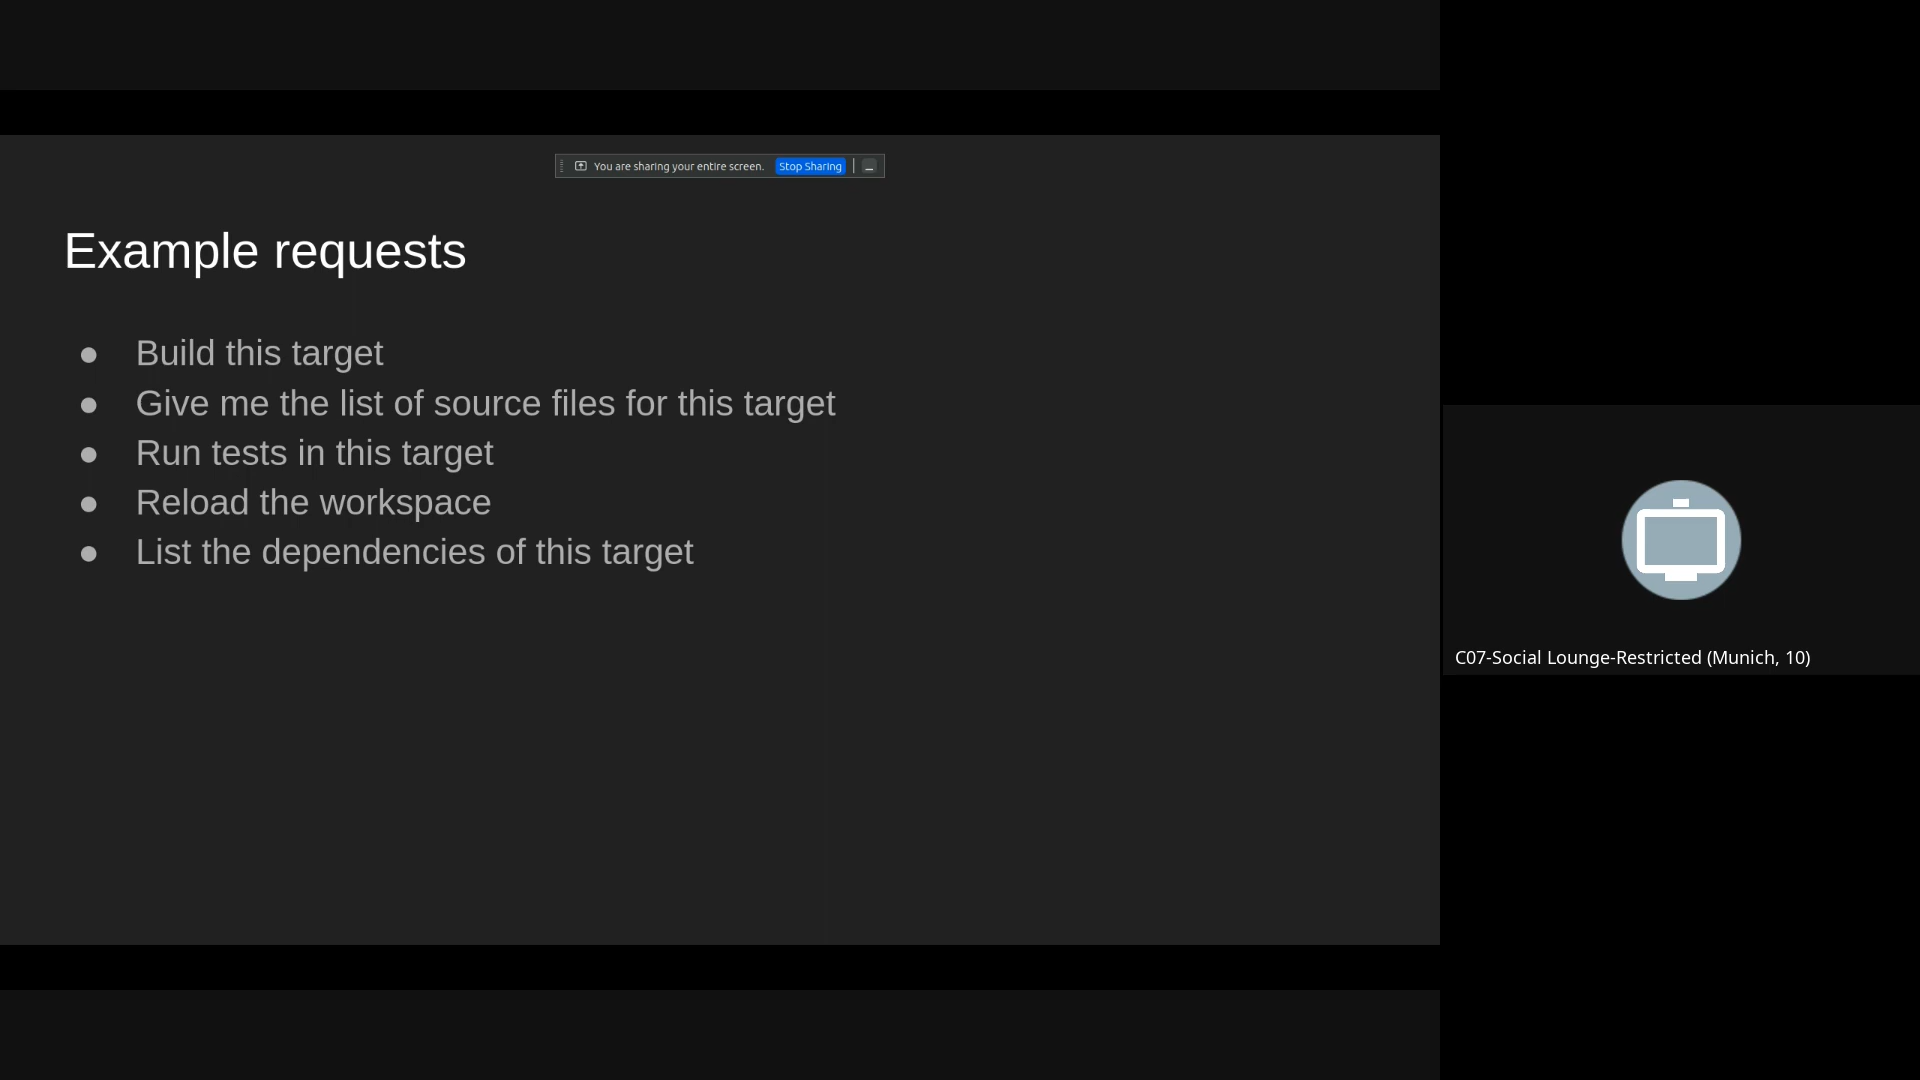 You are sharing your entire screen. Stop Sharing
Example requests
● Build this target
● Give me the list of source files for this target
● Run tests in this target
● Reload the workspace
● List the dependencies of this target
C07-Social Lounge-Restricted (Munich, 10)